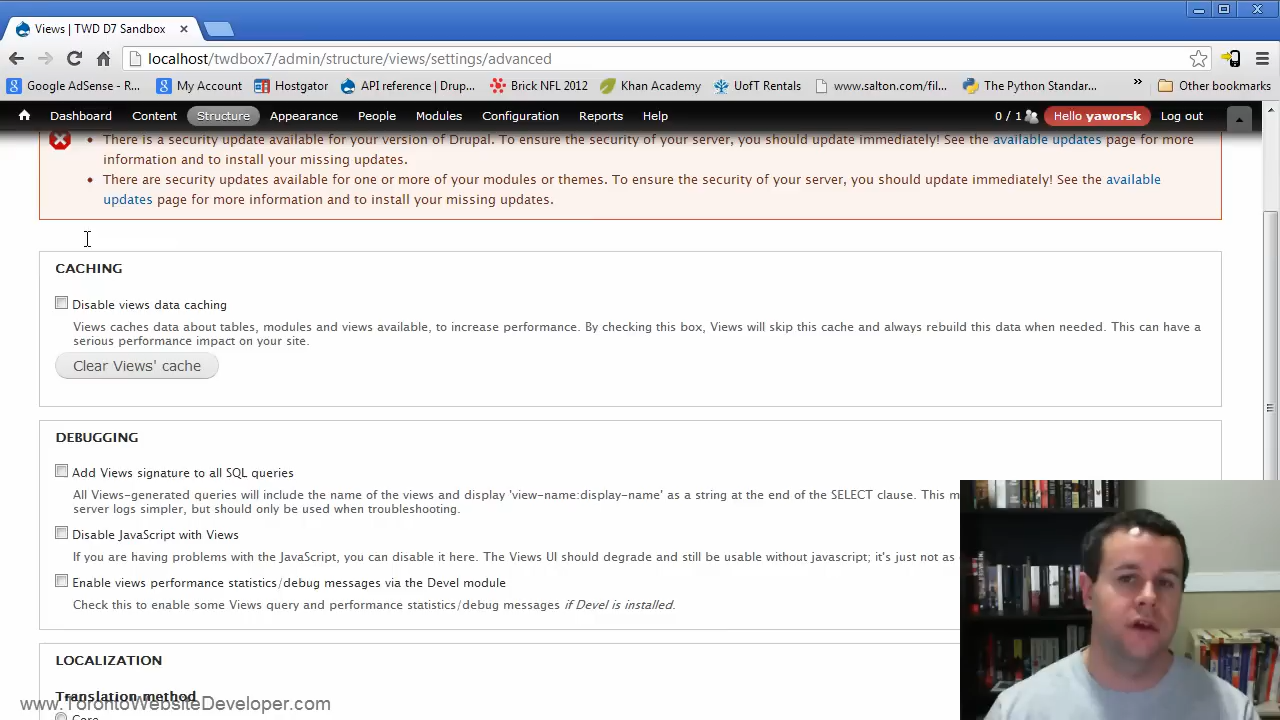 Views | TWD D7 Sandbox
localhost/twdbox7/admin/structure/views/settings/advanced
Google AdSense - R... My Account Hostgator API reference | Drup... Brick NFL 2012 Khan Academy UofT Rentals www.salton.com/fil... The Python Standar... » Other bookmarks
Dashboard Content Structure Appearance People Modules Configuration Reports Help 0 / 1 Hello yaworsk Log out
• There is a security update available for your version of Drupal. To ensure the security of your server, you should update immediately! See the available updates page for more
information and to install your missing updates.
• There are security updates available for one or more of your modules or themes. To ensure the security of your server, you should update immediately! See the available
updates page for more information and to install your missing updates.
CACHING
Disable views data caching
Views caches data about tables, modules and views available, to increase performance. By checking this box, Views will skip this cache and always rebuild this data when needed. This can have a
serious performance impact on your site.
Clear Views' cache
DEBUGGING
Add Views signature to all SQL queries
All Views-generated queries will include the name of the views and display 'view-name:display-name' as a string at the end of the SELECT clause. This m
server logs simpler, but should only be used when troubleshooting.
Disable JavaScript with Views
If you are having problems with the JavaScript, you can disable it here. The Views UI should degrade and still be usable without javascript; it's just not as
Enable views performance statistics/debug messages via the Devel module
Check this to enable some Views query and performance statistics/debug messages if Devel is installed.
LOCALIZATION
Translation method
www.TorontoWebsiteDeveloper.com
Core